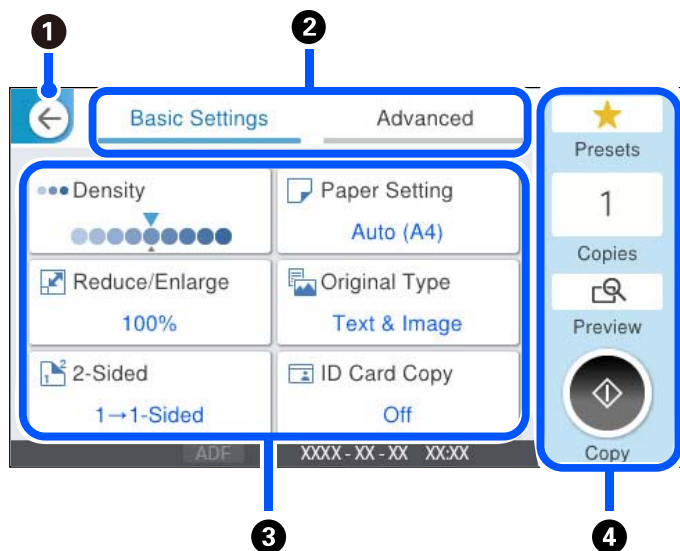 1
2
Basic Settings
Advanced
Density
Paper Setting
Auto (A4)
Reduce/Enlarge
100%
Original Type
Text & Image
1 2
2-Sided
1→1-Sided
ID Card Copy
Off
ADF
XXXX - XX - XX XX:XX
Presets
1
Copies
Preview
Copy
3
4